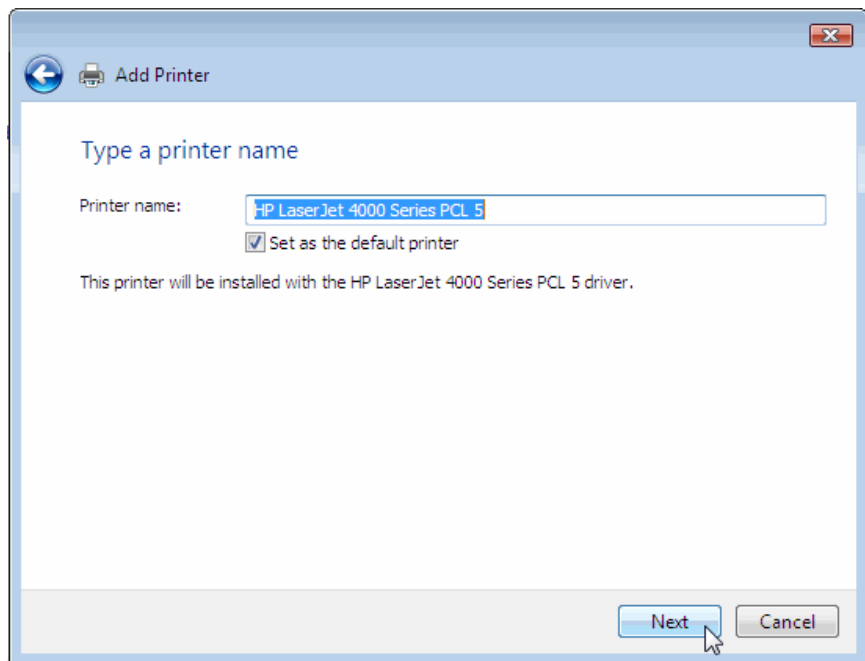 Add Printer
Type a printer name
Printer name:
HP LaserJet 4000 Series PCL 5
Set as the default printer
This printer will be installed with the HP LaserJet 4000 Series PCL 5 driver.
Next
Cancel